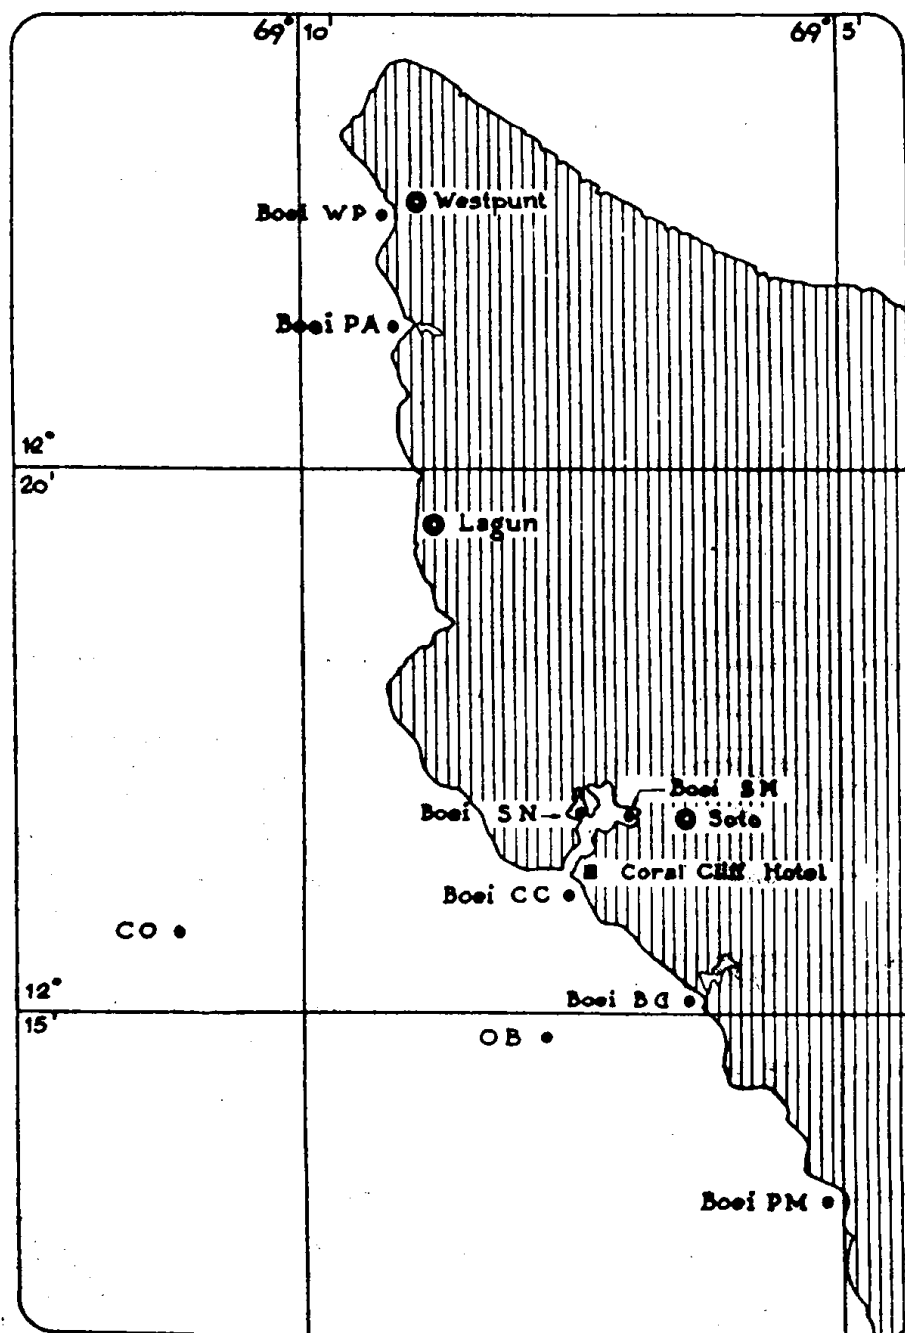 69° 10'
69° 5'
Westpunt
Boei WP
Boei PA
12°
20'
Lagun
Boei SM
Boei SN
Soto
Coral Cliff Hotel
Boei CC
CO
12°
15'
Boei BG
OB
Boei PM